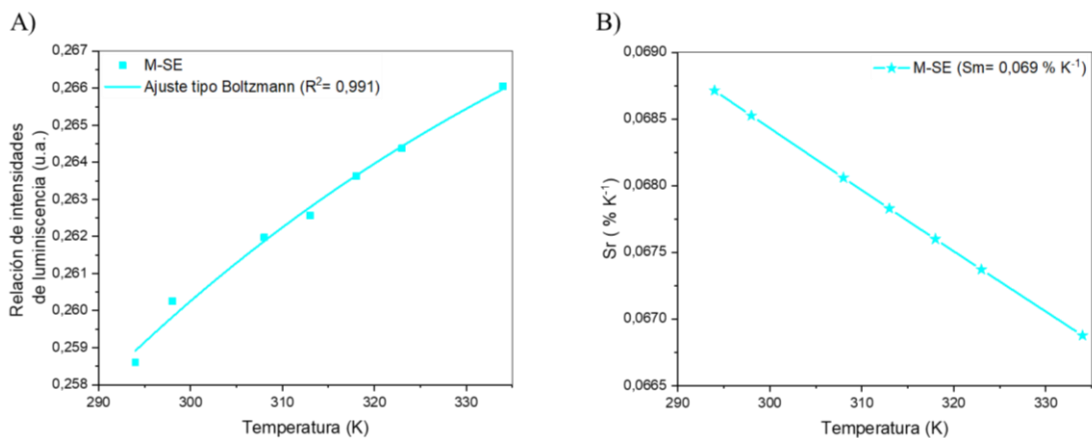 A)
0,267
0,266
0,265
0,264
0,263
0,262
0,261
0,260
0,259
0,258
290
300
310
320
330
Relación de intensidades
de luminiscencia (u.a.)
Temperatura (K)
M-SE
Ajuste tipo Boltzmann (R²= 0,991)
B)
0,0690
0,0685
0,0680
0,0675
0,0670
0,0665
290
300
310
320
330
Sr ( % K⁻¹)
Temperatura (K)
M-SE (Sm= 0,069 % K⁻¹)